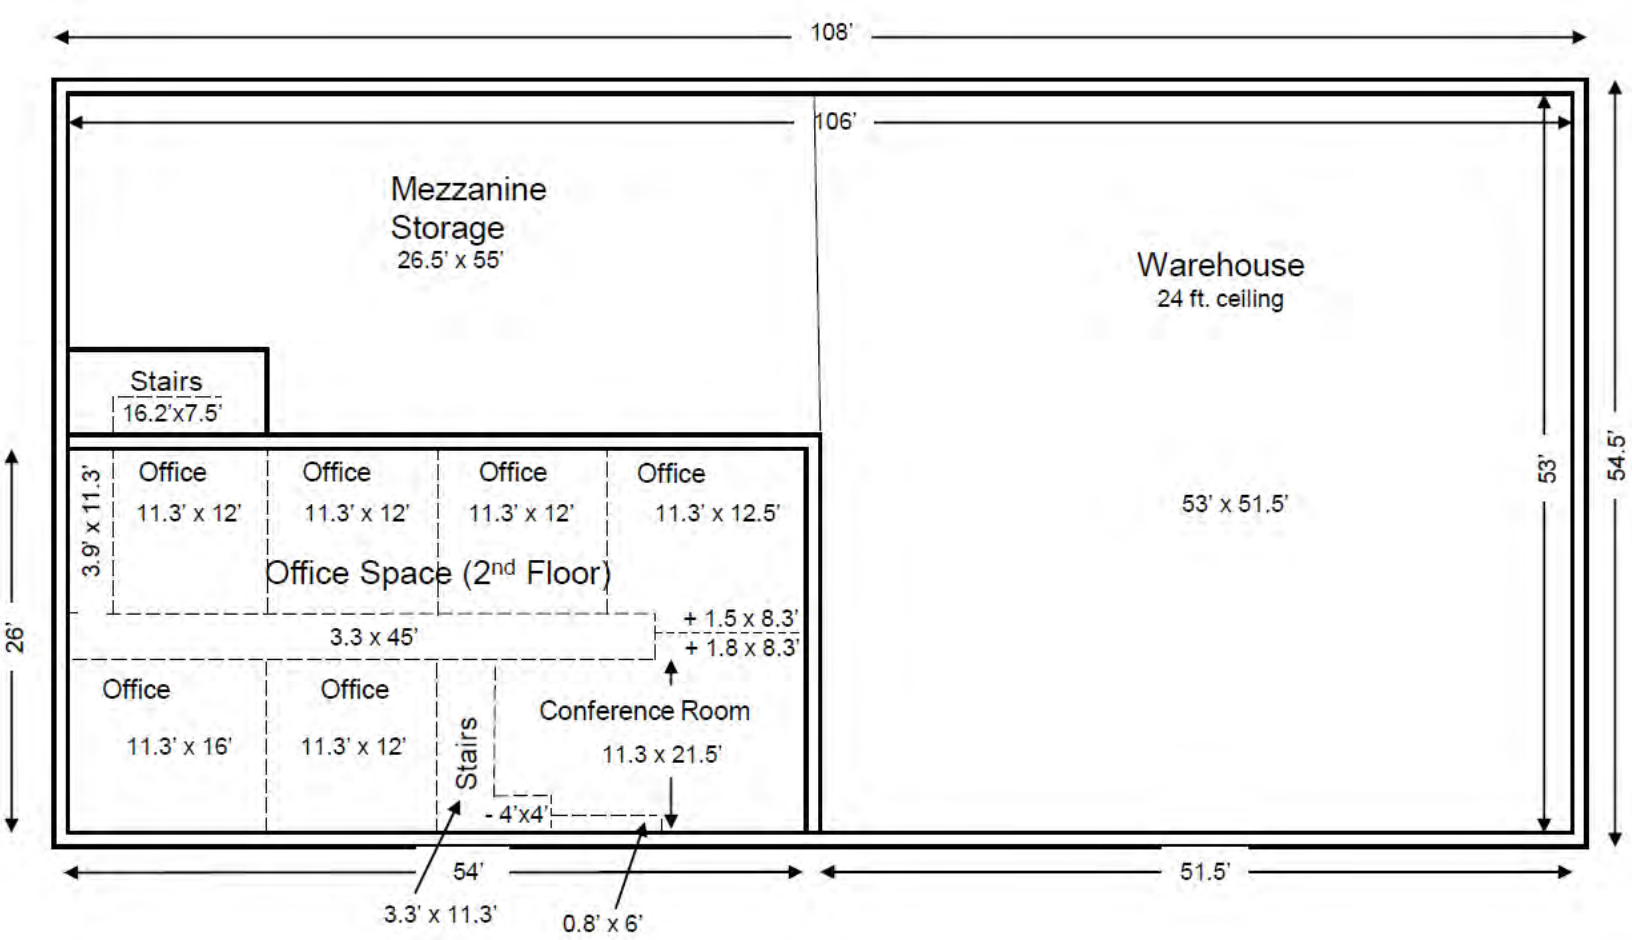 108’
106’
Mezzanine
Storage
26.5’ x 55’
Warehouse
24 ft. ceiling
Stairs
16.2’x7.5’
53’
54.5’
53’ x 51.5’
26’
3.9’ x 11.3’
Office
11.3’ x 12’
Office
11.3’ x 12’
Office
11.3’ x 12’
Office
11.3’ x 12.5’
Office Space (2nd Floor)
3.3 x 45’
+ 1.5 x 8.3’
+ 1.8 x 8.3’
Office
11.3’ x 16’
Office
11.3’ x 12’
Stairs
Conference Room
11.3 x 21.5’
- 4’x4’
54’
51.5’
3.3’ x 11.3’
0.8’ x 6’